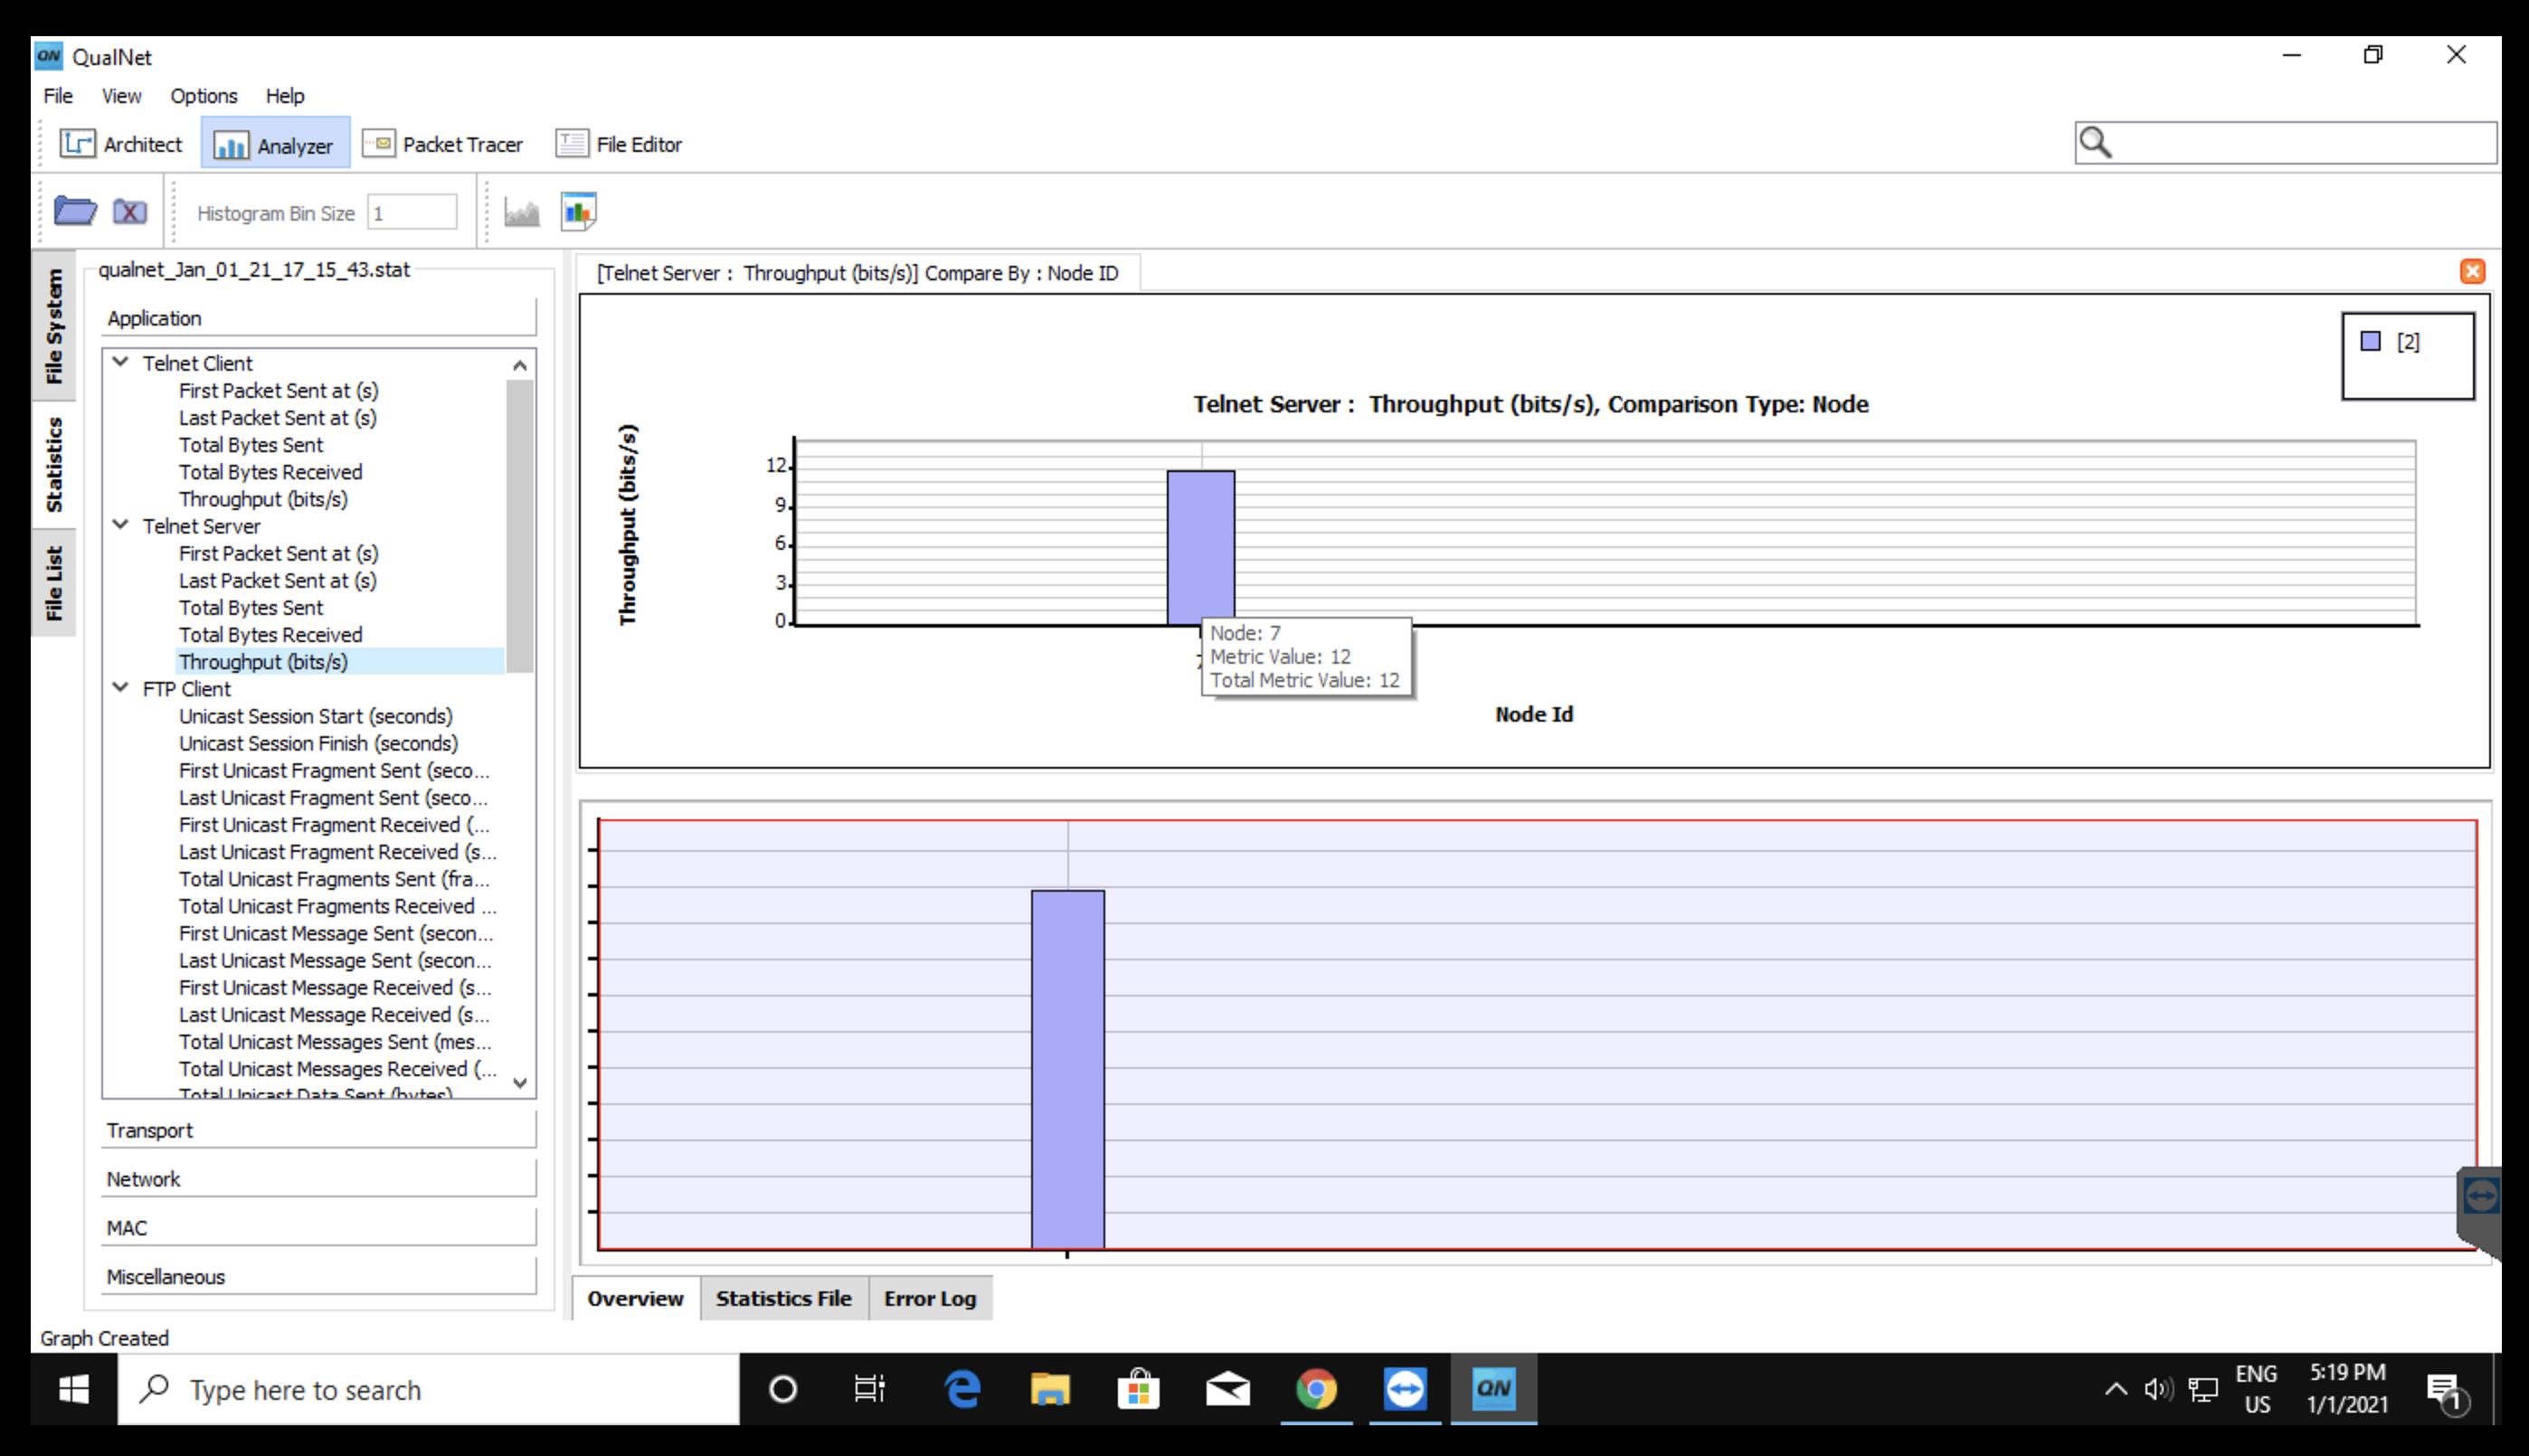 QN QualNet
File View Options Help
Architect Analyzer Packet Tracer File Editor
Histogram Bin Size 1
File System
Statistics
File List
qualnet_Jan_01_21_17_15_43.stat
Application
Telnet Client
First Packet Sent at (s)
Last Packet Sent at (s)
Total Bytes Sent
Total Bytes Received
Throughput (bits/s)
Telnet Server
First Packet Sent at (s)
Last Packet Sent at (s)
Total Bytes Sent
Total Bytes Received
Throughput (bits/s)
FTP Client
Unicast Session Start (seconds)
Unicast Session Finish (seconds)
First Unicast Fragment Sent (seco...
Last Unicast Fragment Sent (seco...
First Unicast Fragment Received (...
Last Unicast Fragment Received (s...
Total Unicast Fragments Sent (fra...
Total Unicast Fragments Received ...
First Unicast Message Sent (secon...
Last Unicast Message Sent (secon...
First Unicast Message Received (s...
Last Unicast Message Received (s...
Total Unicast Messages Sent (mes...
Total Unicast Messages Received (...
Total Unicast Data Sent (bytes)
Transport
Network
MAC
Miscellaneous
[Telnet Server : Throughput (bits/s)] Compare By : Node ID
[2]
Telnet Server : Throughput (bits/s), Comparison Type: Node
Throughput (bits/s)
12
9
6
3
0
7
Node: 7
Metric Value: 12
Total Metric Value: 12
Node Id
Overview Statistics File Error Log
Graph Created
Type here to search
QN
ENG
US
5:19 PM
1/1/2021
1